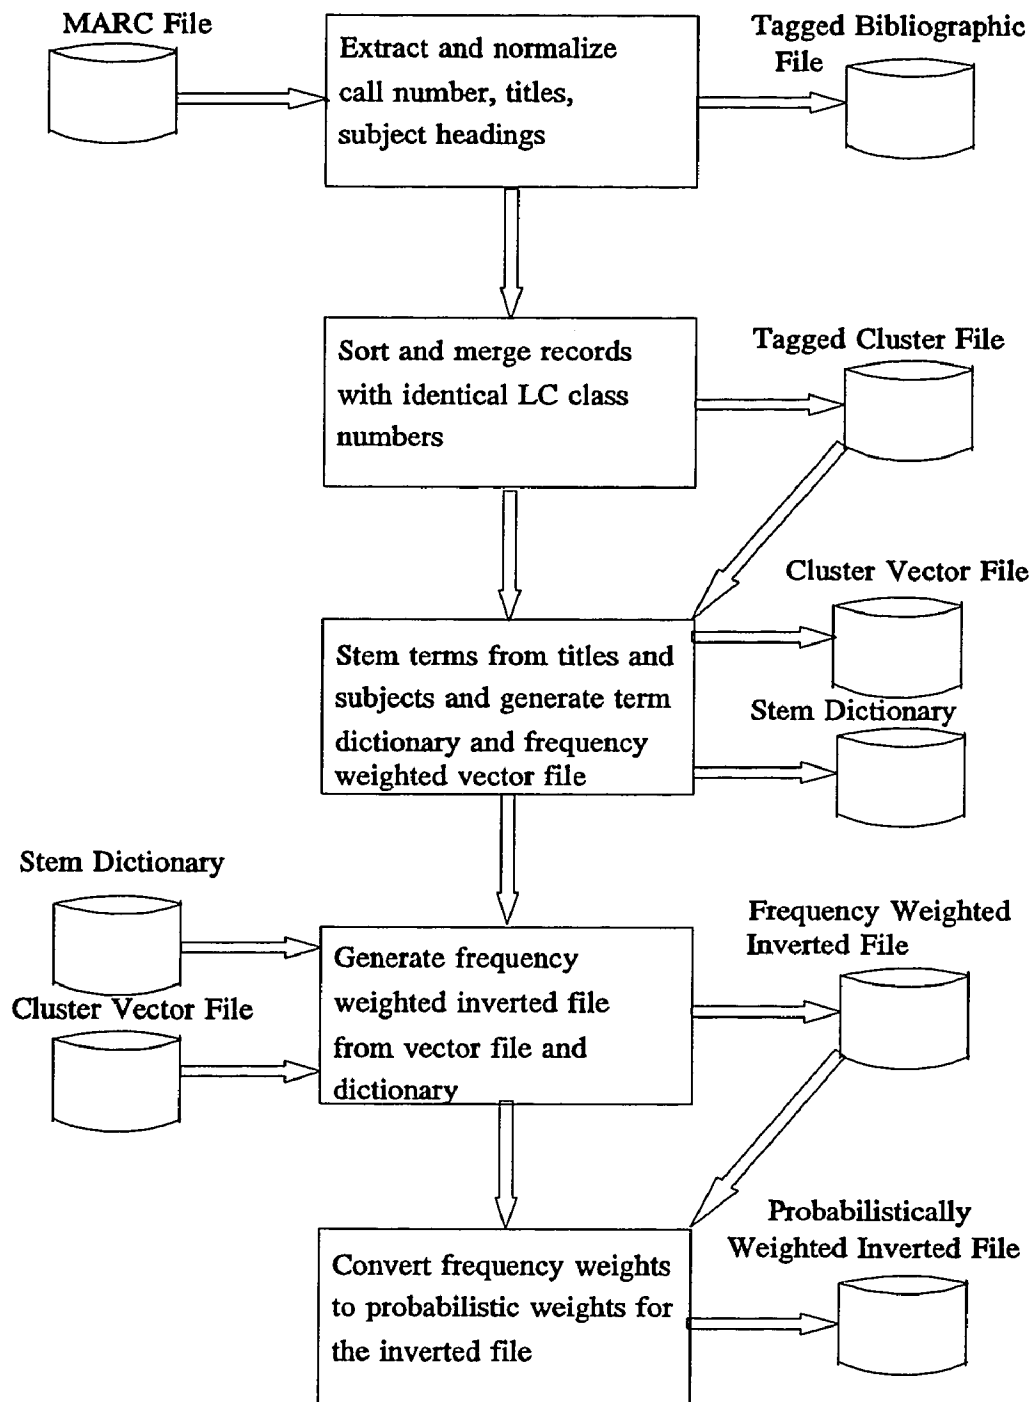 MARC File
Extract and normalize
call number, titles,
subject headings
Tagged Bibliographic
File
Sort and merge records
with identical LC class
numbers
Tagged Cluster File
Cluster Vector File
Stem terms from titles and
subjects and generate term
dictionary and frequency
weighted vector file
Stem Dictionary
Stem Dictionary
Cluster Vector File
Generate frequency
weighted inverted file
from vector file and
dictionary
Frequency Weighted
Inverted File
Probabilistically
Weighted Inverted File
Convert frequency weights
to probabilistic weights for
the inverted file